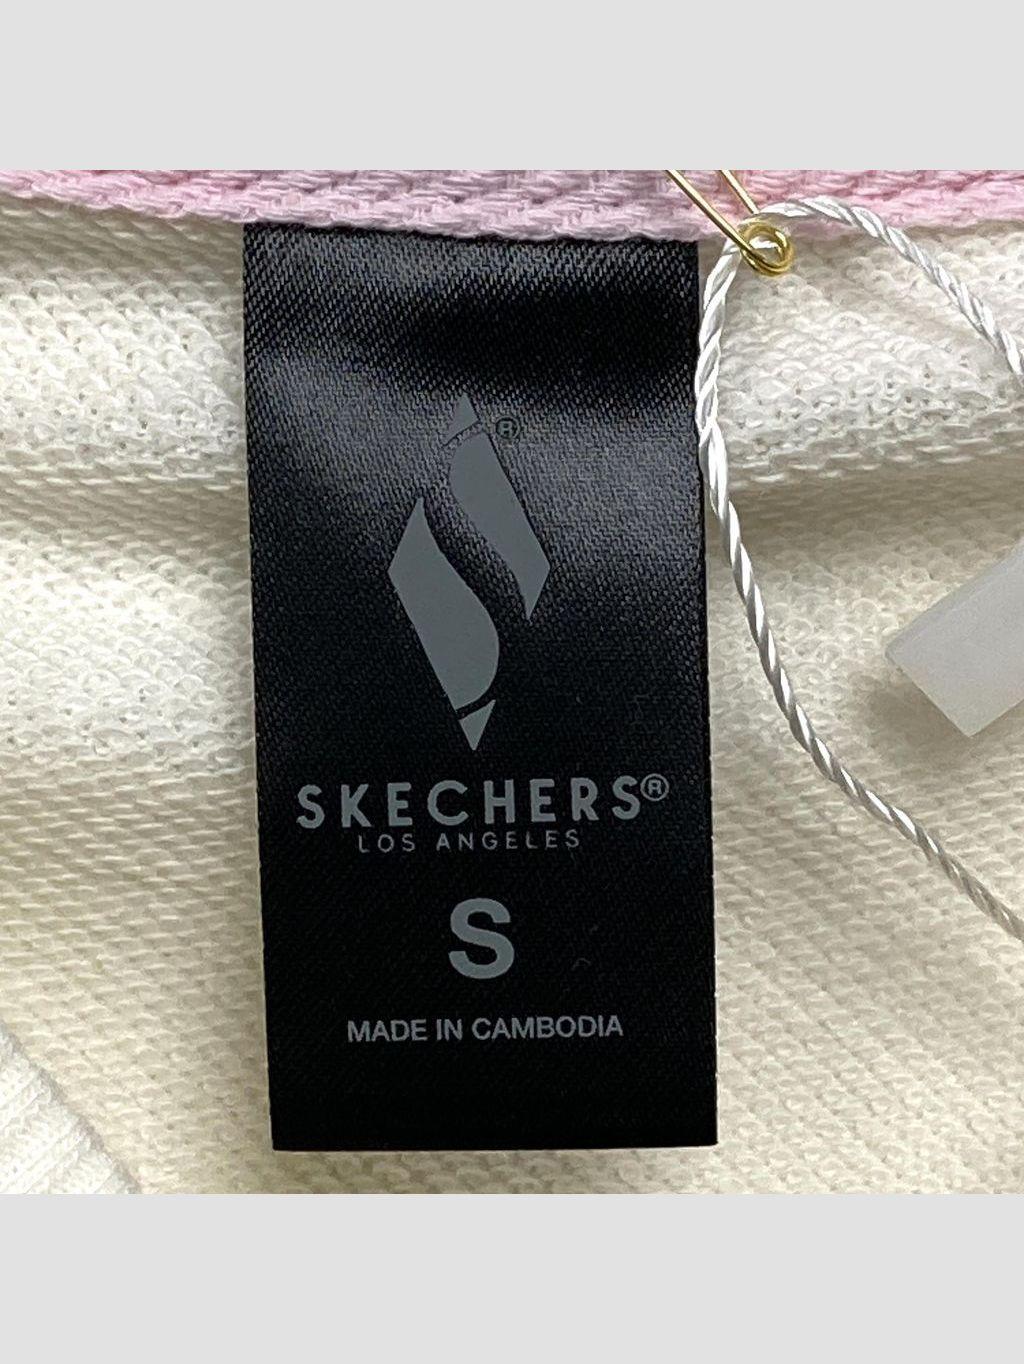 ®
SKECHERS®
LOS ANGELES
S
MADE IN CAMBODIA